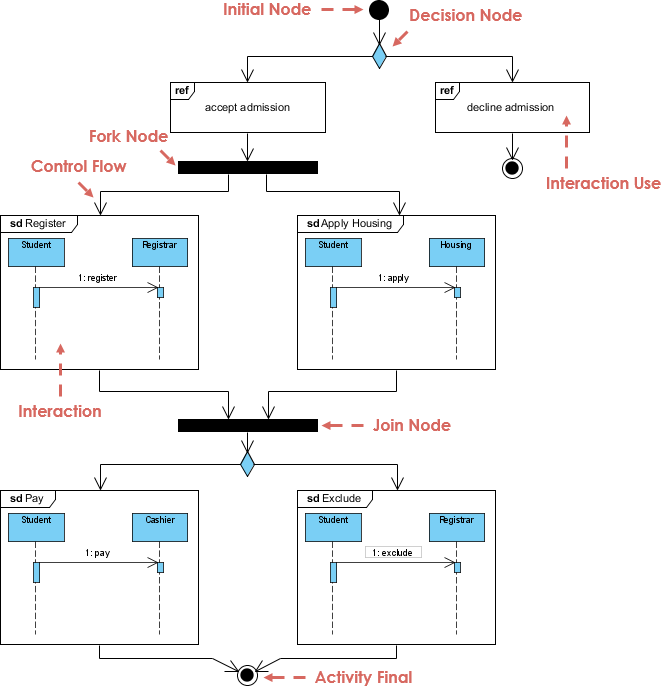 Initial Node
Decision Node
ref
accept admission
ref
decline admission
Fork Node
Control Flow
Interaction Use
sd Register
Student
Registrar
1: register
sd Apply Housing
Student
Housing
1: apply
Interaction
Join Node
sd Pay
Student
Cashier
1: pay
sd Exclude
Student
Registrar
1: exclude
Activity Final